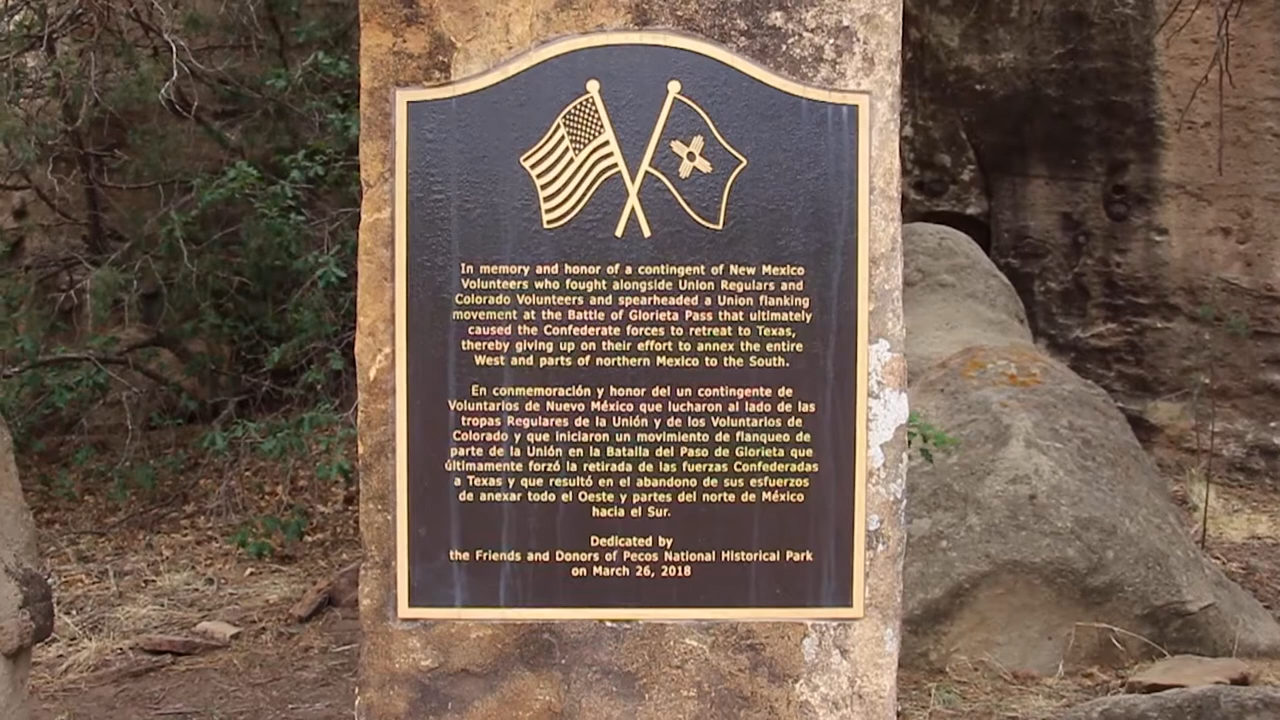 In memory and honor of a contingent of New Mexico
Volunteers who fought alongside Union Regulars and
Colorado Volunteers and spearheaded a Union flanking
movement at the Battle of Glorieta Pass that ultimately
caused the Confederate forces to retreat to Texas,
thereby giving up on their effort to annex the entire
West and parts of northern Mexico to the South.
En conmemoración y honor del un contingente de
Voluntarios de Nuevo México que lucharon al lado de las
tropas Regulares de la Unión y de los Voluntarios de
Colorado y que iniciaron un movimiento de flanqueo de
parte de la Unión en la Batalla del Paso de Glorieta que
últimamente forzó la retirada de las fuerzas Confederadas
a Texas y que resultó en el abandono de sus esfuerzos
de anexar todo el Oeste y partes del norte de México
hacia el Sur.
Dedicated by
the Friends and Donors of Pecos National Historical Park
on March 26, 2018